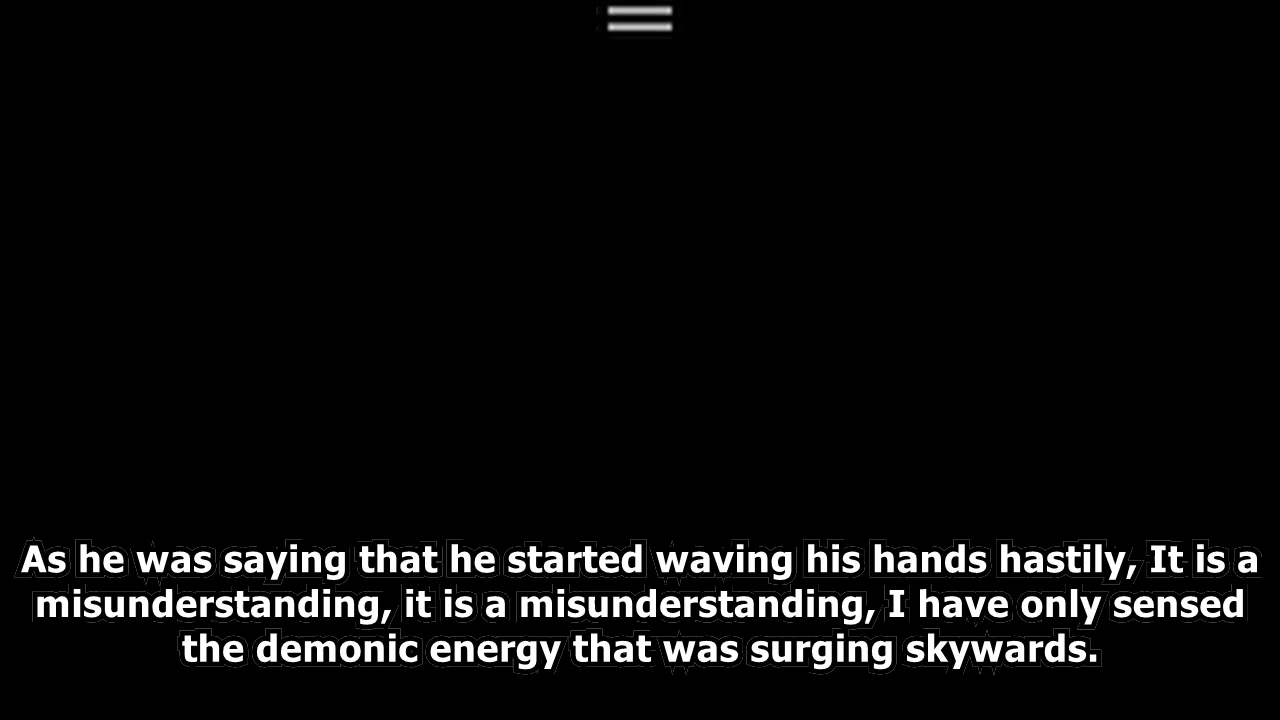 As he was saying that he started waving his hands hastily, It is a
misunderstanding, it is a misunderstanding, I have only sensed
the demonic energy that was surging skywards.